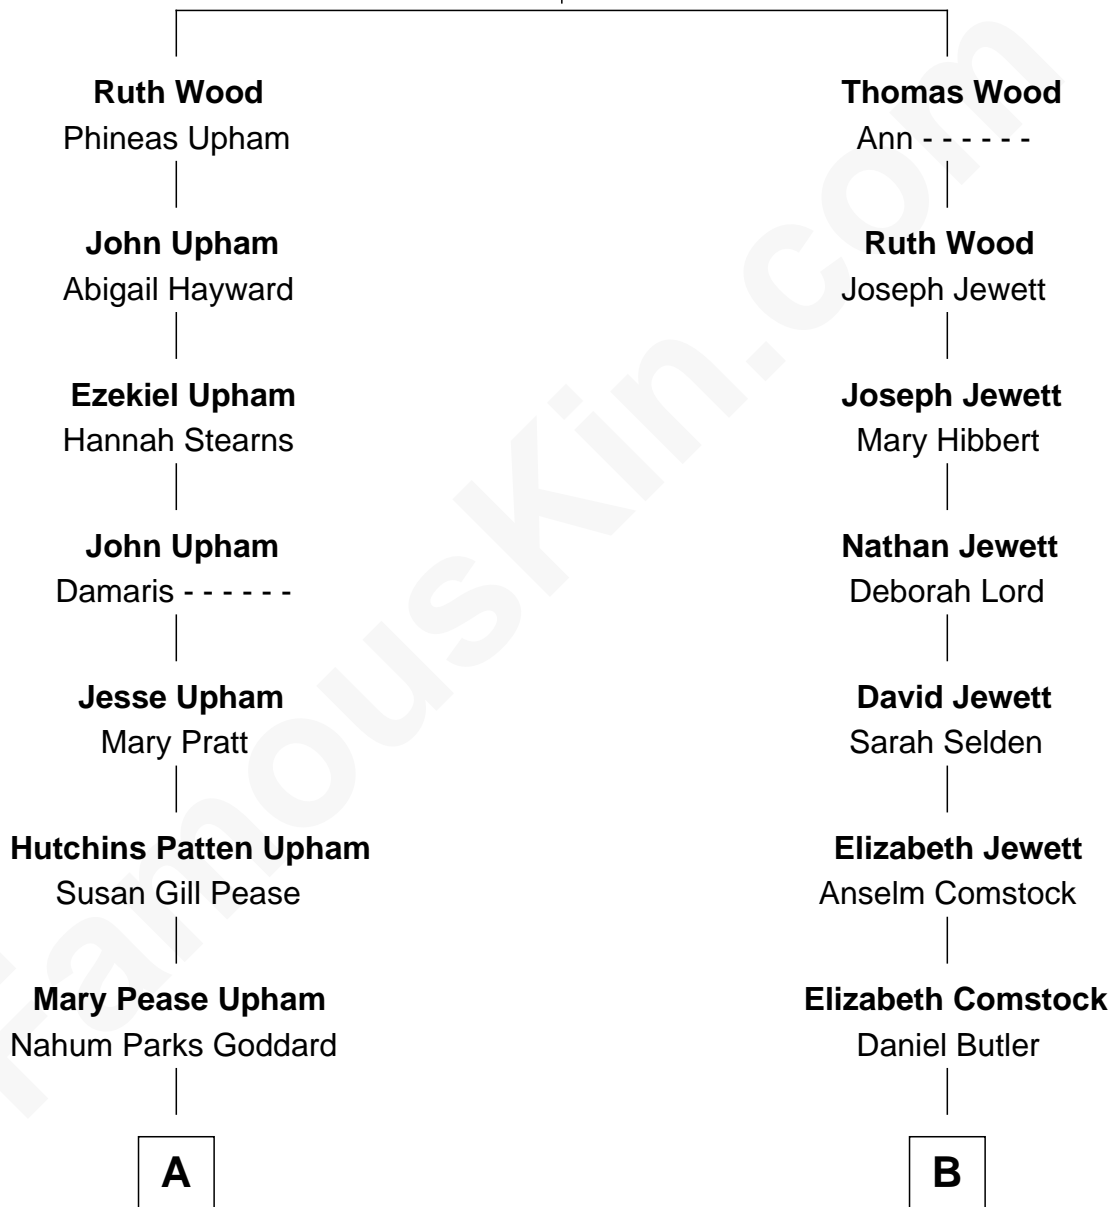 Ruth Wood
Phineas Upham
John Upham
Abigail Hayward
Ezekiel Upham
Hannah Stearns
John Upham
Damaris - - - - - -
Jesse Upham
Mary Pratt
Hutchins Patten Upham
Susan Gill Pease
Mary Pease Upham
Nahum Parks Goddard
A
Thomas Wood
Ann - - - - - -
Ruth Wood
Joseph Jewett
Joseph Jewett
Mary Hibbert
Nathan Jewett
Deborah Lord
David Jewett
Sarah Selden
Elizabeth Jewett
Anselm Comstock
Elizabeth Comstock
Daniel Butler
B
FamousKin.com